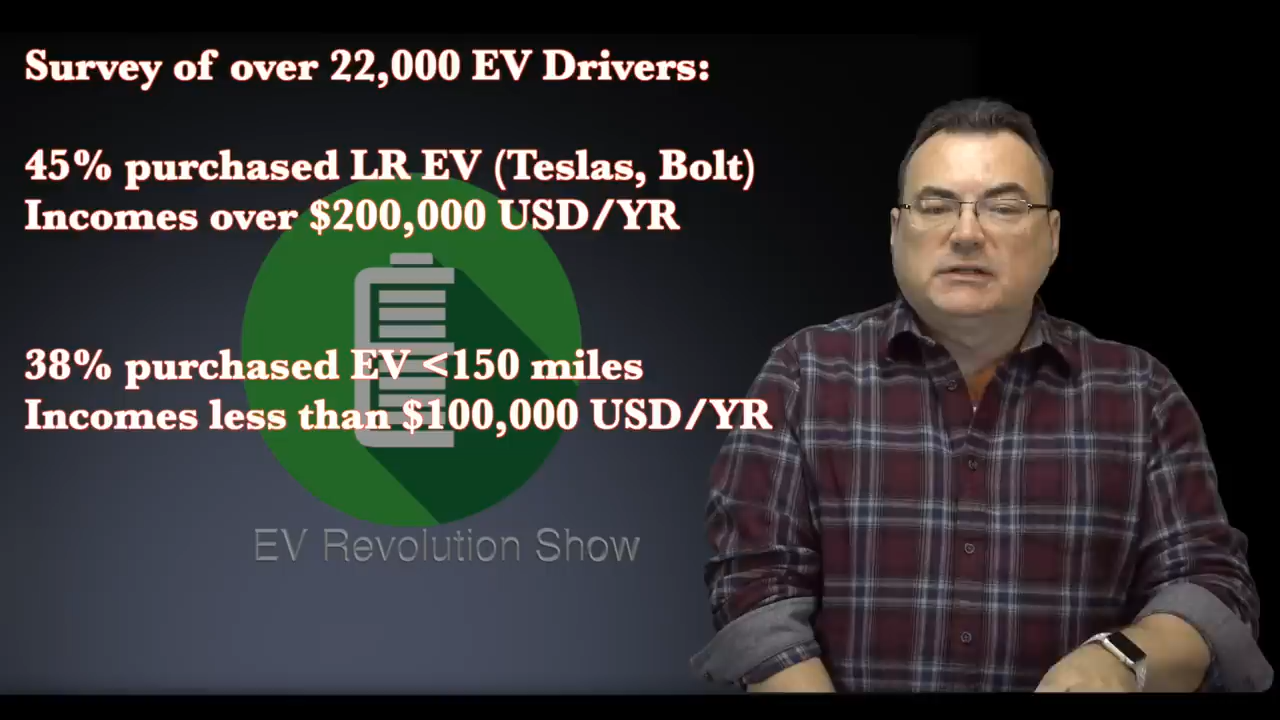 Survey of over 22,000 EV Drivers:
45% purchased LR EV (Teslas, Bolt)
Incomes over $200,000 USD/YR
38% purchased EV <150 miles
Incomes less than $100,000 USD/YR
EV Revolution Show